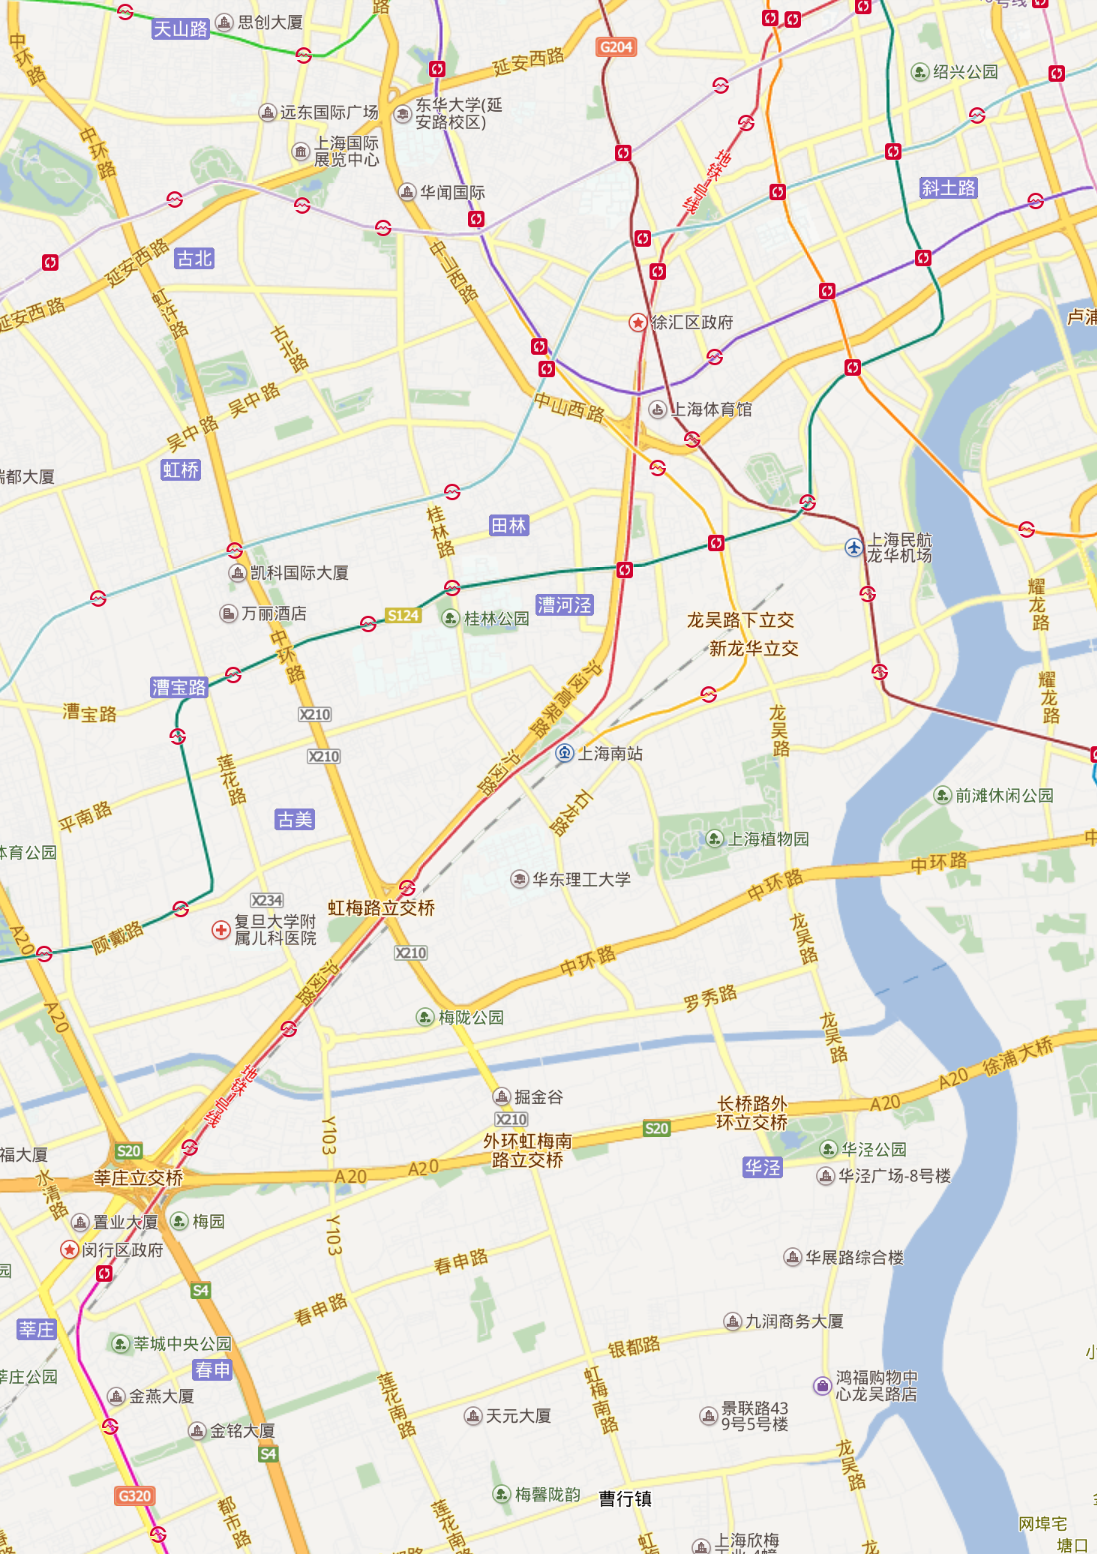 天山路
思创大厦
路
G204
中环路
延安西路
绍兴公园
远东国际广场
东华大学(延
安路校区)
中环路
上海国际
展览中心
华闻国际
地铁1号线
斜土路
古北
延安西路
中山西路
延安西路
虹许路
卢浦
徐汇区政府
古北路
吴中路
中山西路
上海体育馆
吴中路
虹桥
瑞都大厦
桂林路
田林
上海民航
龙华机场
凯科国际大厦
万丽酒店
S124
桂林公园
漕河泾
耀龙路
龙吴路下立交
新龙华立交
中环路
漕宝路
漕宝路
X210
沪闵高架路
耀龙路
龙吴路
X210
上海南站
莲花路
沪闵路
石龙路
前滩休闲公园
平南路
古美
上海植物园
中
体育公园
华东理工大学
中环路
中环路
X234
虹梅路立交桥
复旦大学附
属儿科医院
顾戴路
A20
龙吴路
X210
中环路
沪闵路
罗秀路
A20
梅陇公园
龙吴路
徐浦大桥
A20
地铁1号线
掘金谷
X210
长桥路外
环立交桥
A20
Y103
S20
外环虹梅南
路立交桥
S20
华泾公园
福大厦
莘庄立交桥
A20
A20
华泾
华泾广场-8号楼
水清路
置业大厦
梅园
Y103
闵行区政府
春申路
华展路综合楼
园
S4
春申路
莘庄
九润商务大厦
莘城中央公园
银都路
小
春申
莘庄公园
虹梅南路
鸿福购物中
心龙吴路店
金燕大厦
莲花南路
天元大厦
景联路43
9号5号楼
金铭大厦
S4
龙吴路
G320
梅馨陇韵
曹行镇
都市路
莲花南路
网埠宅
塘口
上海欣梅
虹
龙